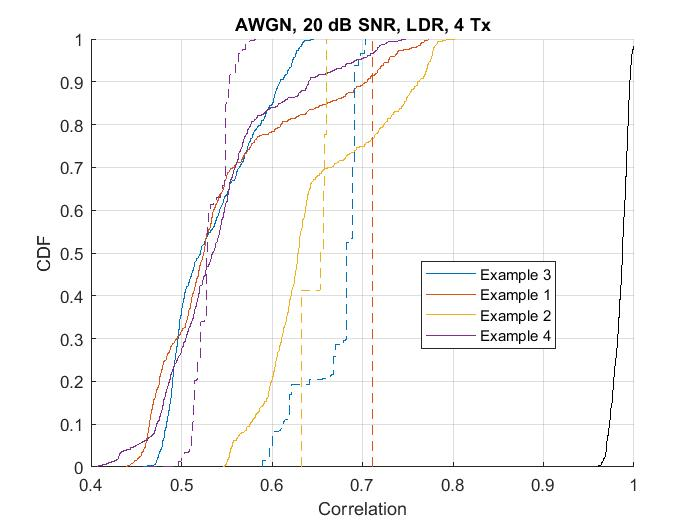 AWGN, 20 dB SNR, LDR, 4 Tx
1
0.9
0.8
0.7
0.6
0.5
0.4
0.3
0.2
0.1
0
CDF
Example 3
Example 1
Example 2
Example 4
0.4 0.5 0.6 0.7 0.8 0.9 1
Correlation